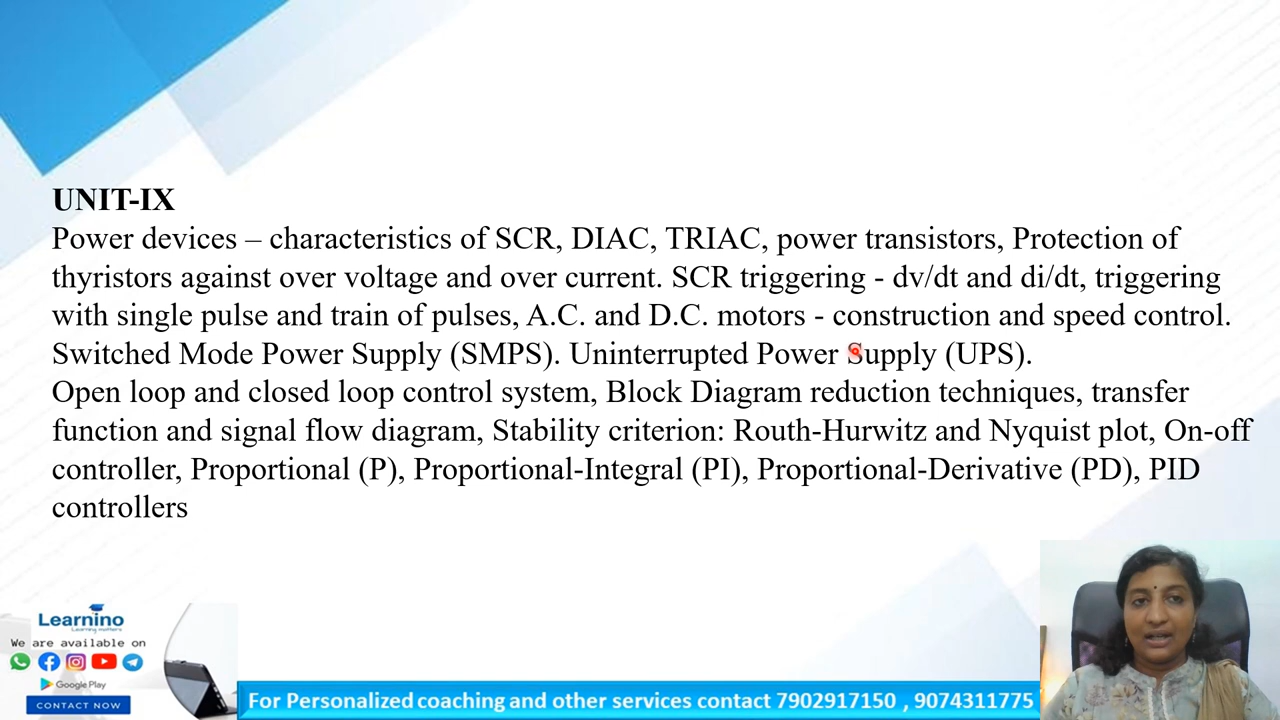 UNIT-IX
Power devices – characteristics of SCR, DIAC, TRIAC, power transistors, Protection of
thyristors against over voltage and over current. SCR triggering - dv/dt and di/dt, triggering
with single pulse and train of pulses, A.C. and D.C. motors - construction and speed control.
Switched Mode Power Supply (SMPS). Uninterrupted Power Supply (UPS).
Open loop and closed loop control system, Block Diagram reduction techniques, transfer
function and signal flow diagram, Stability criterion: Routh-Hurwitz and Nyquist plot, On-off
controller, Proportional (P), Proportional-Integral (PI), Proportional-Derivative (PD), PID
controllers
Learnino
Learning matters
We are available on
Google Play
CONTACT NOW
For Personalized coaching and other services contact 7902917150 , 9074311775